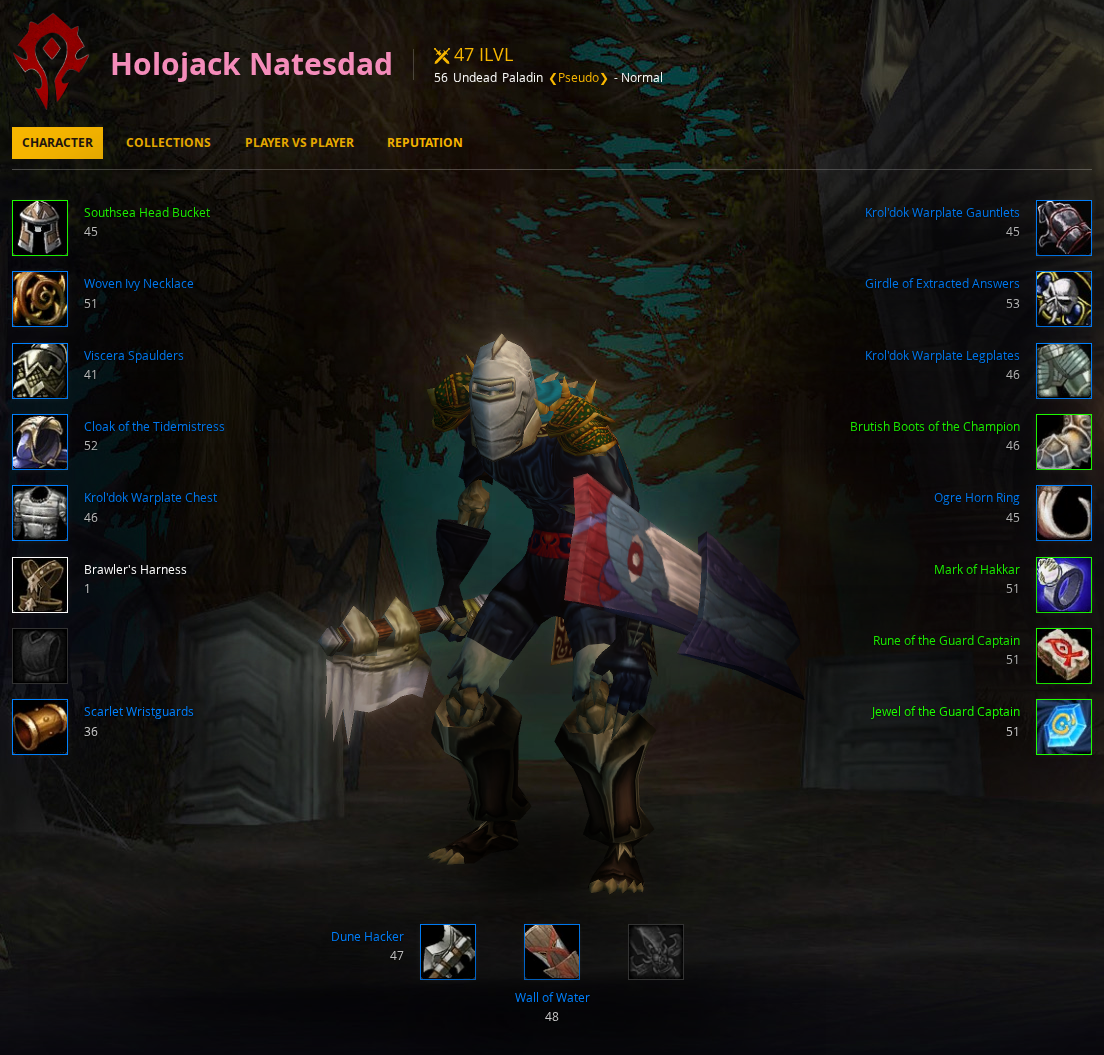 Holojack Natesdad
47 ILVL
56 Undead Paladin ❮Pseudo❯ - Normal
CHARACTER
COLLECTIONS
PLAYER VS PLAYER
REPUTATION
Southsea Head Bucket
45
Woven Ivy Necklace
51
Viscera Spaulders
41
Cloak of the Tidemistress
52
Krol'dok Warplate Chest
46
Brawler's Harness
1
Scarlet Wristguards
36
Krol'dok Warplate Gauntlets
45
Girdle of Extracted Answers
53
Krol'dok Warplate Legplates
46
Brutish Boots of the Champion
46
Ogre Horn Ring
45
Mark of Hakkar
51
Rune of the Guard Captain
51
Jewel of the Guard Captain
51
Dune Hacker
47
Wall of Water
48